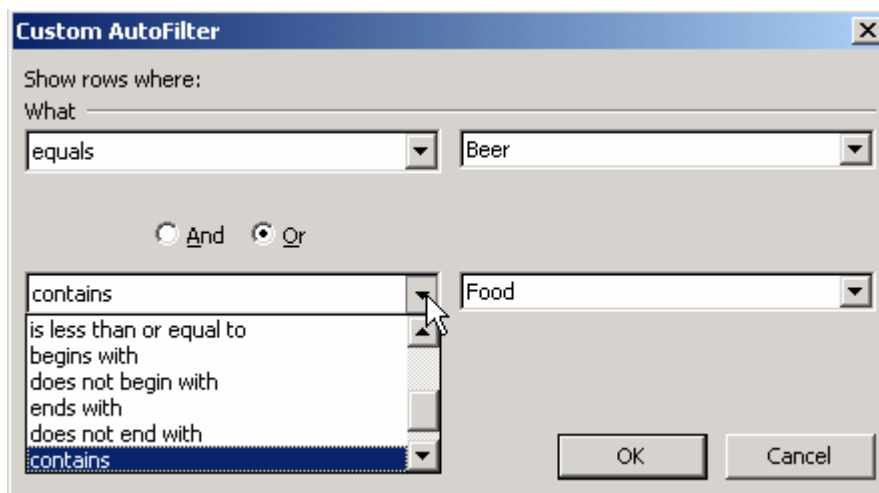 Custom AutoFilter
Show rows where:
What
equals Beer
And Or
contains Food
is less than or equal to
begins with
does not begin with
ends with
does not end with
contains
OK Cancel